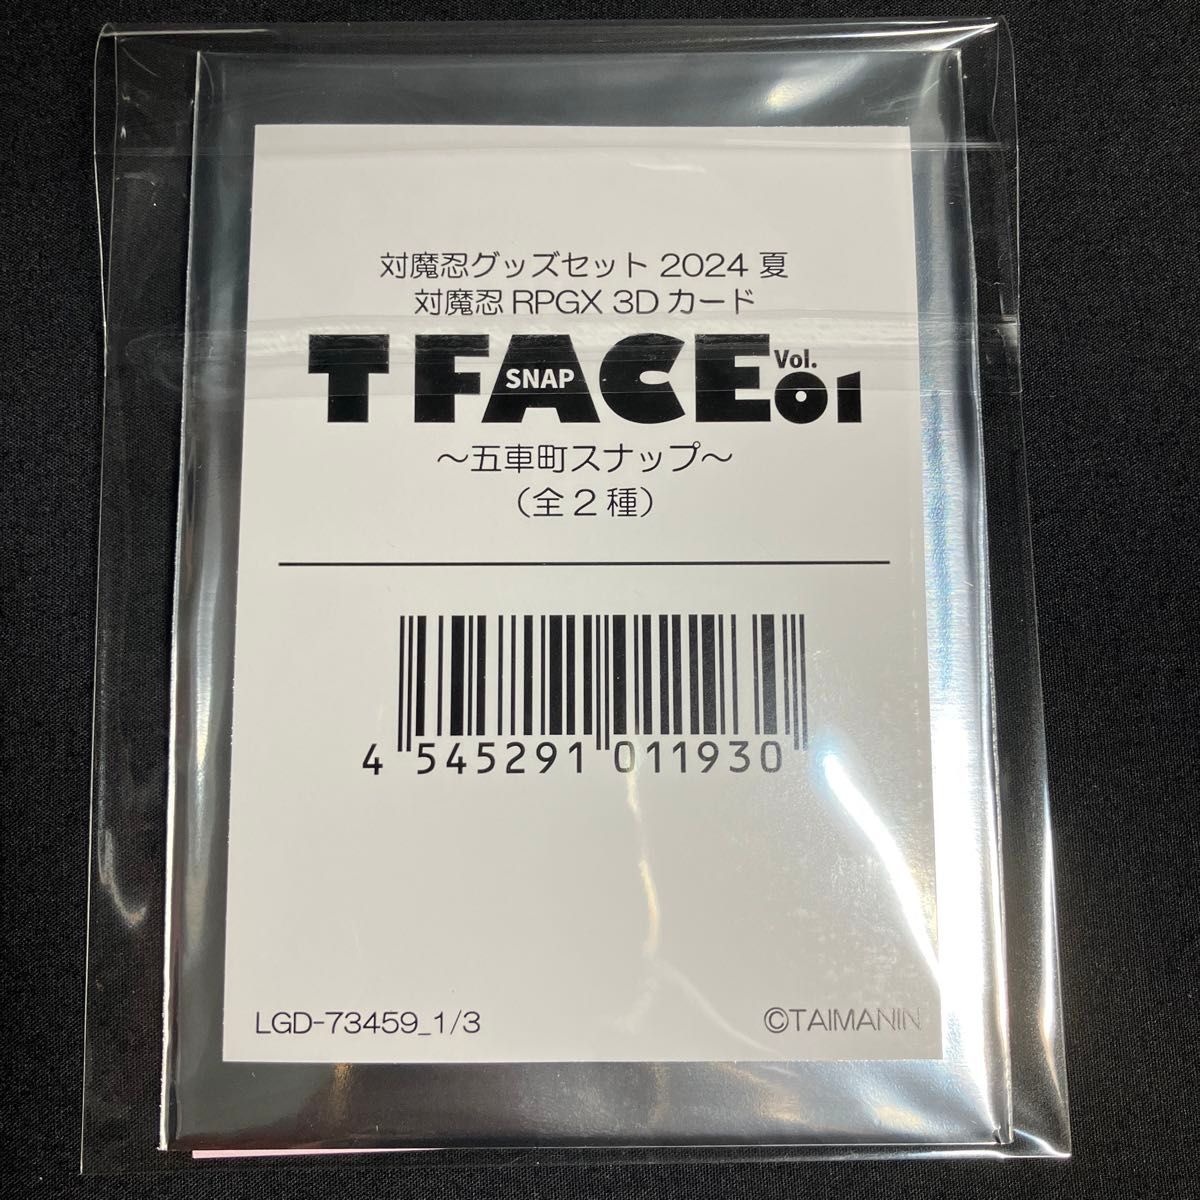 対魔忍グッズセット 2024 夏
対魔忍 RPGX 3D カード
T FACE Vol. 01
SNAP
～五車町スナップ～
（全 2 種）
4 545291 011930
LGD-73459_1/3
©TAIMANIN